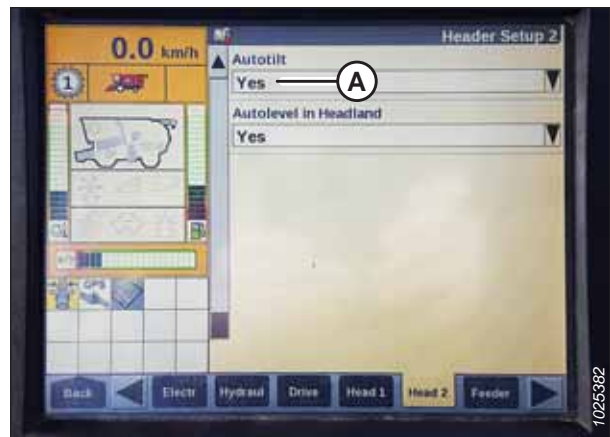 0.0 km/h
Header Setup 2
1
Autotilt
Yes
A
Autolevel in Headland
Yes
Back
Electr
Hydraul
Drive
Head 1
Head 2
Feeder
1025382